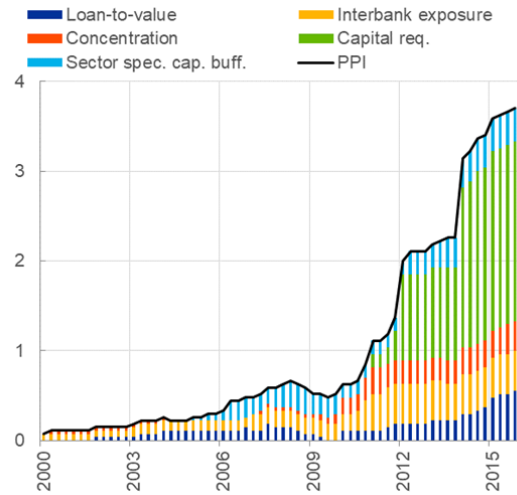 Loan-to-value Interbank exposure
Concentration Capital req.
Sector spec. cap. buff. PPI
4
3
2
1
0
2000 2003 2006 2009 2012 2015